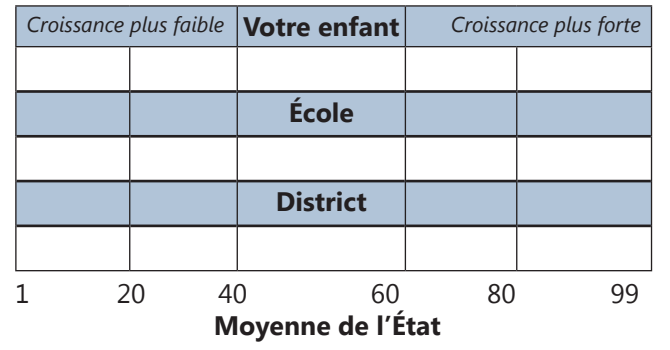 Croissance plus faible Votre enfant Croissance plus forte
École
District
1 20 40 60 80 99
Moyenne de l’État